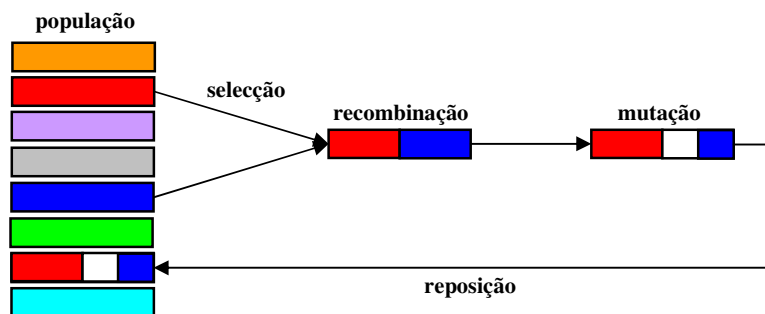 população
selecção
recombinação
mutação
reposição